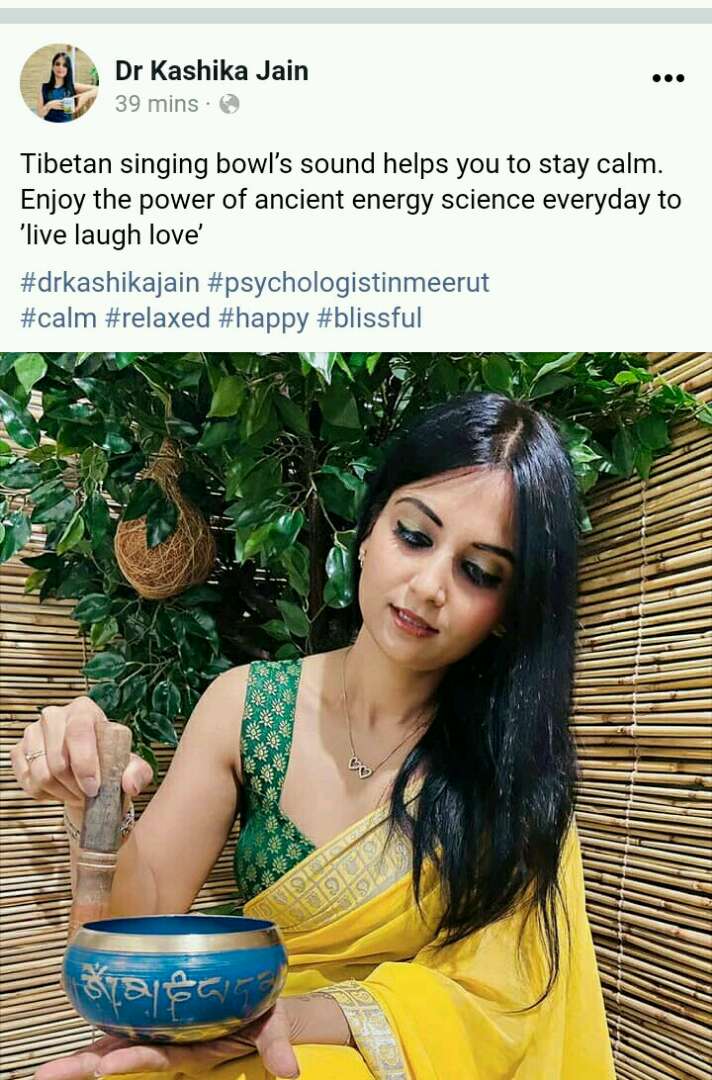 Dr Kashika Jain
39 mins ·
Tibetan singing bowl’s sound helps you to stay calm.
Enjoy the power of ancient energy science everyday to
’live laugh love’
#drkashikajain #psychologistinmeerut
#calm #relaxed #happy #blissful